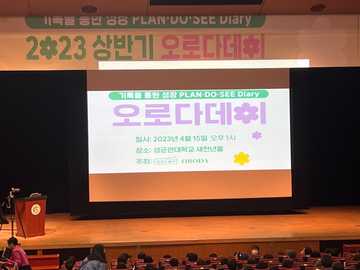 기록을 통한 성장 PLAN·DO·SEE Diary
2023 상반기 오로다데이
기록을 통한 성장 PLAN·DO·SEE Diary
오로다데이
일시: 2023년 4월 15일 오후 1시
장소: 성균관대학교 새천년홀
주최:
ORODA